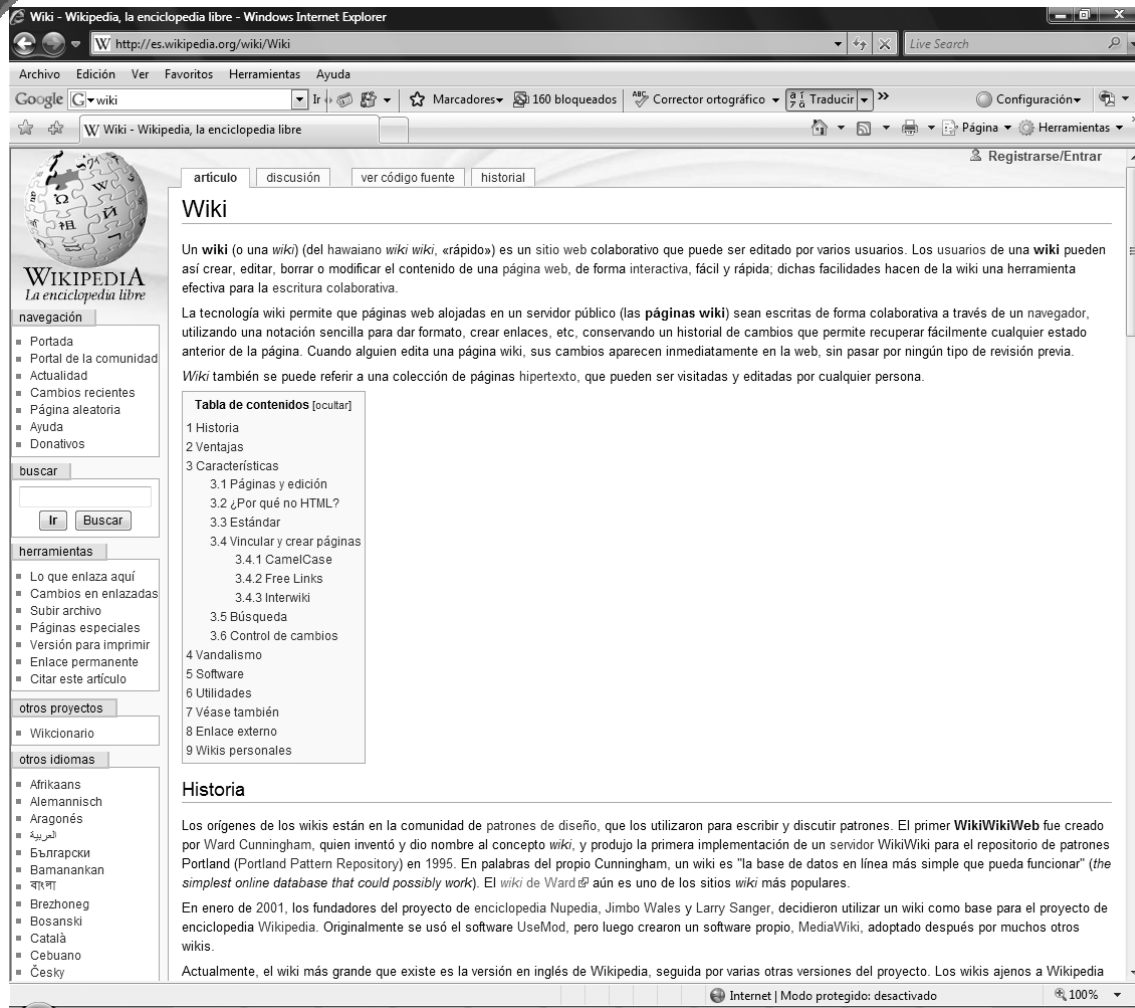 Wiki - Wikipedia, la enciclopedia libre - Windows Internet Explorer
http://es.wikipedia.org/wiki/Wiki
Live Search
Archivo Edición Ver Favoritos Herramientas Ayuda
Google G wiki Ir Marcadores 160 bloqueados Corrector ortográfico Traducir » Configuración
W Wiki - Wikipedia, la enciclopedia libre Página Herramientas
Registrarse/Entrar
artículo discusión ver código fuente historial
WIKIPEDIA
La enciclopedia libre
navegación
Portada
Portal de la comunidad
Actualidad
Cambios recientes
Página aleatoria
Ayuda
Donativos
buscar
Ir Buscar
herramientas
Lo que enlaza aquí
Cambios en enlazadas
Subir archivo
Páginas especiales
Versión para imprimir
Enlace permanente
Citar este artículo
otros proyectos
Wikcionario
otros idiomas
Afrikaans
Alemannisch
Aragonés
العربية
Български
Bamanankan
বাংলা
Brezhoneg
Bosanski
Català
Cebuano
Česky
Wiki
Un wiki (o una wiki) (del hawaiano wiki wiki, «rápido») es un sitio web colaborativo que puede ser editado por varios usuarios. Los usuarios de una wiki pueden
así crear, editar, borrar o modificar el contenido de una página web, de forma interactiva, fácil y rápida; dichas facilidades hacen de la wiki una herramienta
efectiva para la escritura colaborativa.
La tecnología wiki permite que páginas web alojadas en un servidor público (las páginas wiki) sean escritas de forma colaborativa a través de un navegador,
utilizando una notación sencilla para dar formato, crear enlaces, etc, conservando un historial de cambios que permite recuperar fácilmente cualquier estado
anterior de la página. Cuando alguien edita una página wiki, sus cambios aparecen inmediatamente en la web, sin pasar por ningún tipo de revisión previa.
Wiki también se puede referir a una colección de páginas hipertexto, que pueden ser visitadas y editadas por cualquier persona.
Tabla de contenidos [ocultar]
1 Historia
2 Ventajas
3 Características
3.1 Páginas y edición
3.2 ¿Por qué no HTML?
3.3 Estándar
3.4 Vincular y crear páginas
3.4.1 CamelCase
3.4.2 Free Links
3.4.3 Interwiki
3.5 Búsqueda
3.6 Control de cambios
4 Vandalismo
5 Software
6 Utilidades
7 Véase también
8 Enlace externo
9 Wikis personales
Historia
Los orígenes de los wikis están en la comunidad de patrones de diseño, que los utilizaron para escribir y discutir patrones. El primer WikiWikiWeb fue creado
por Ward Cunningham, quien inventó y dio nombre al concepto wiki, y produjo la primera implementación de un servidor WikiWiki para el repositorio de patrones
Portland (Portland Pattern Repository) en 1995. En palabras del propio Cunningham, un wiki es "la base de datos en línea más simple que pueda funcionar" (the
simplest online database that could possibly work). El wiki de Ward aún es uno de los sitios wiki más populares.
En enero de 2001, los fundadores del proyecto de enciclopedia Nupedia, Jimbo Wales y Larry Sanger, decidieron utilizar un wiki como base para el proyecto de
enciclopedia Wikipedia. Originalmente se usó el software UseMod, pero luego crearon un software propio, MediaWiki, adoptado después por muchos otros
wikis.
Actualmente, el wiki más grande que existe es la versión en inglés de Wikipedia, seguida por varias otras versiones del proyecto. Los wikis ajenos a Wikipedia
Internet | Modo protegido: desactivado 100%